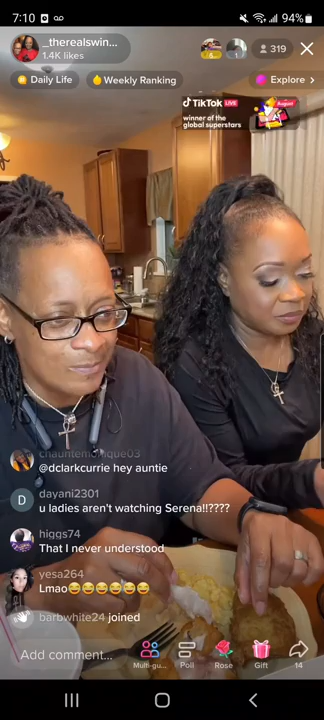 7:10
94%
_therealswin...
1.4K likes
319
Daily Life
Weekly Ranking
Explore >
TikTok LIVE
August
winner of the
global superstars
chauntemonique03
@dclarkcurrie hey auntie
D
dayani2301
u ladies aren't watching Serena!!????
higgs74
That I never understood
yesa264
Lmao😂😂😂😂😂😂
barbwhite24 joined
Add comment...
Multi-gu...
Poll
Rose
Gift
14